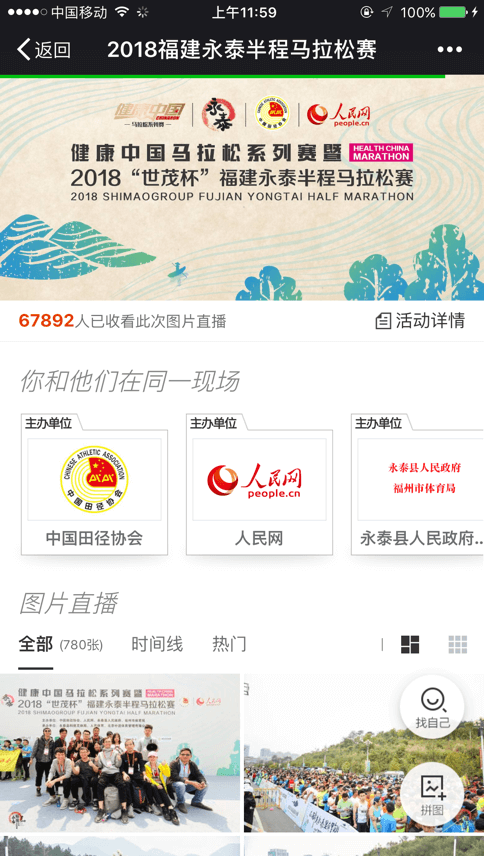 中国移动
上午11:59
100%
返回
2018福建永泰半程马拉松赛
健康中国
马拉松系列赛
永泰
人民网
people.cn
健康中国马拉松系列赛暨
HEALTH CHINA
MARATHON
2018“世茂杯”福建永泰半程马拉松赛
2018 SHIMAOGROUP FUJIAN YONGTAI HALF MARATHON
67892人已收看此次图片直播
活动详情
你和他们在同一现场
主办单位
主办单位
主办单位
CHINESE ATHLETIC ASSOCIATION
中国田径协会
人民网
people.cn
永泰县人民政府
福州市体育局
中国田径协会
人民网
永泰县人民政府..
图片直播
全部 (780张)
时间线
热门
健康中国马拉松系列赛暨
2018“世茂杯”福建永泰半程马拉松赛
2018 SHIMAOGROUP FUJIAN YONGTAI HALF MARATHON
找自己
拼图